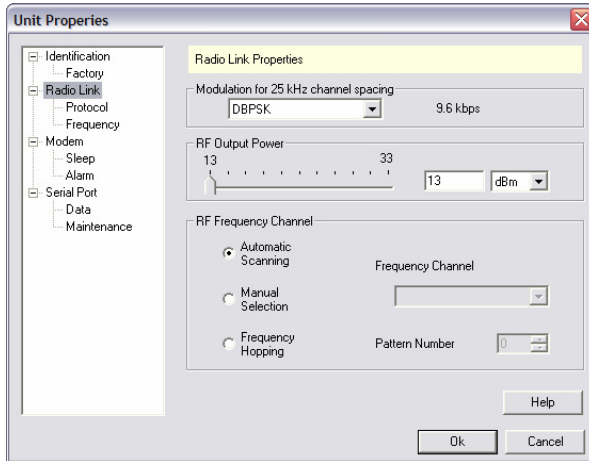 Unit Properies
Identification
Factory
Radio Link
Protocol
Frequency
Modem
Sleep
Alarm
Serial Port
Data
Maintenance
Radio Link Properties
Modulation for 25 kHz channel spacing
DBPSK
9.6 kbps
RF Output Power
13
33
13
dBm
RF Frequency Channel
Automatic
Scanning
Frequency Channel
Manual
Selection
Frequency
Hopping
Pattern Number
0
Help
Ok
Cancel